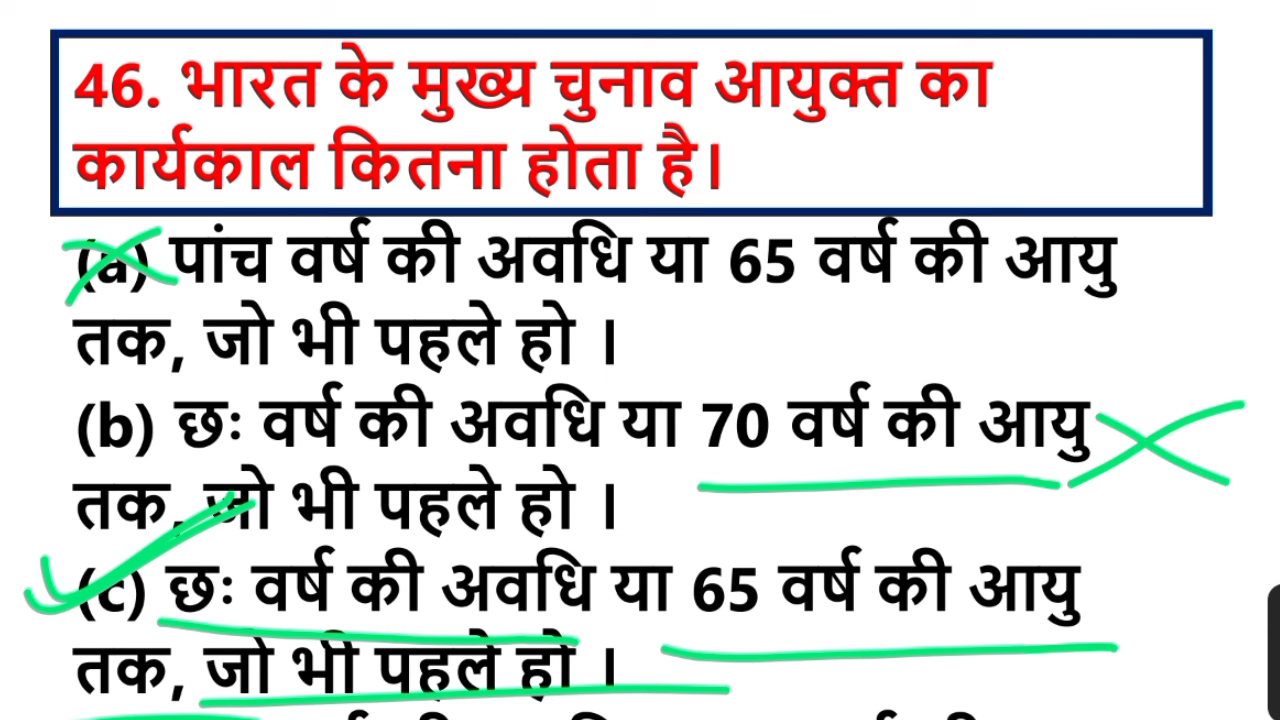 46. भारत के मुख्य चुनाव आयुक्त का
कार्यकाल कितना होता है।
(a) पांच वर्ष की अवधि या 65 वर्ष की आयु
तक, जो भी पहले हो ।
(b) छः वर्ष की अवधि या 70 वर्ष की आयु
तक, जो भी पहले हो ।
(c) छः वर्ष की अवधि या 65 वर्ष की आयु
तक, जो भी पहले हो ।